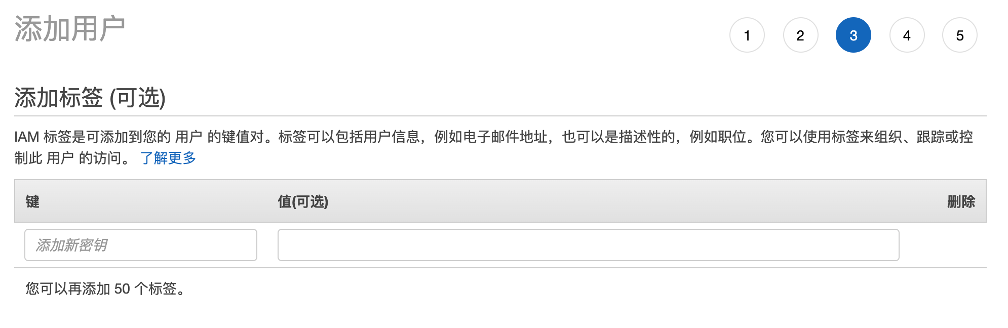 添加用户
1 2 3 4 5
添加标签 (可选)
IAM 标签是可添加到您的 用户 的键值对。标签可以包括用户信息，例如电子邮件地址，也可以是描述性的，例如职位。您可以使用标签来组织、跟踪或控
制此 用户 的访问。 了解更多
键 值(可选) 删除
添加新密钥
您可以再添加 50 个标签。